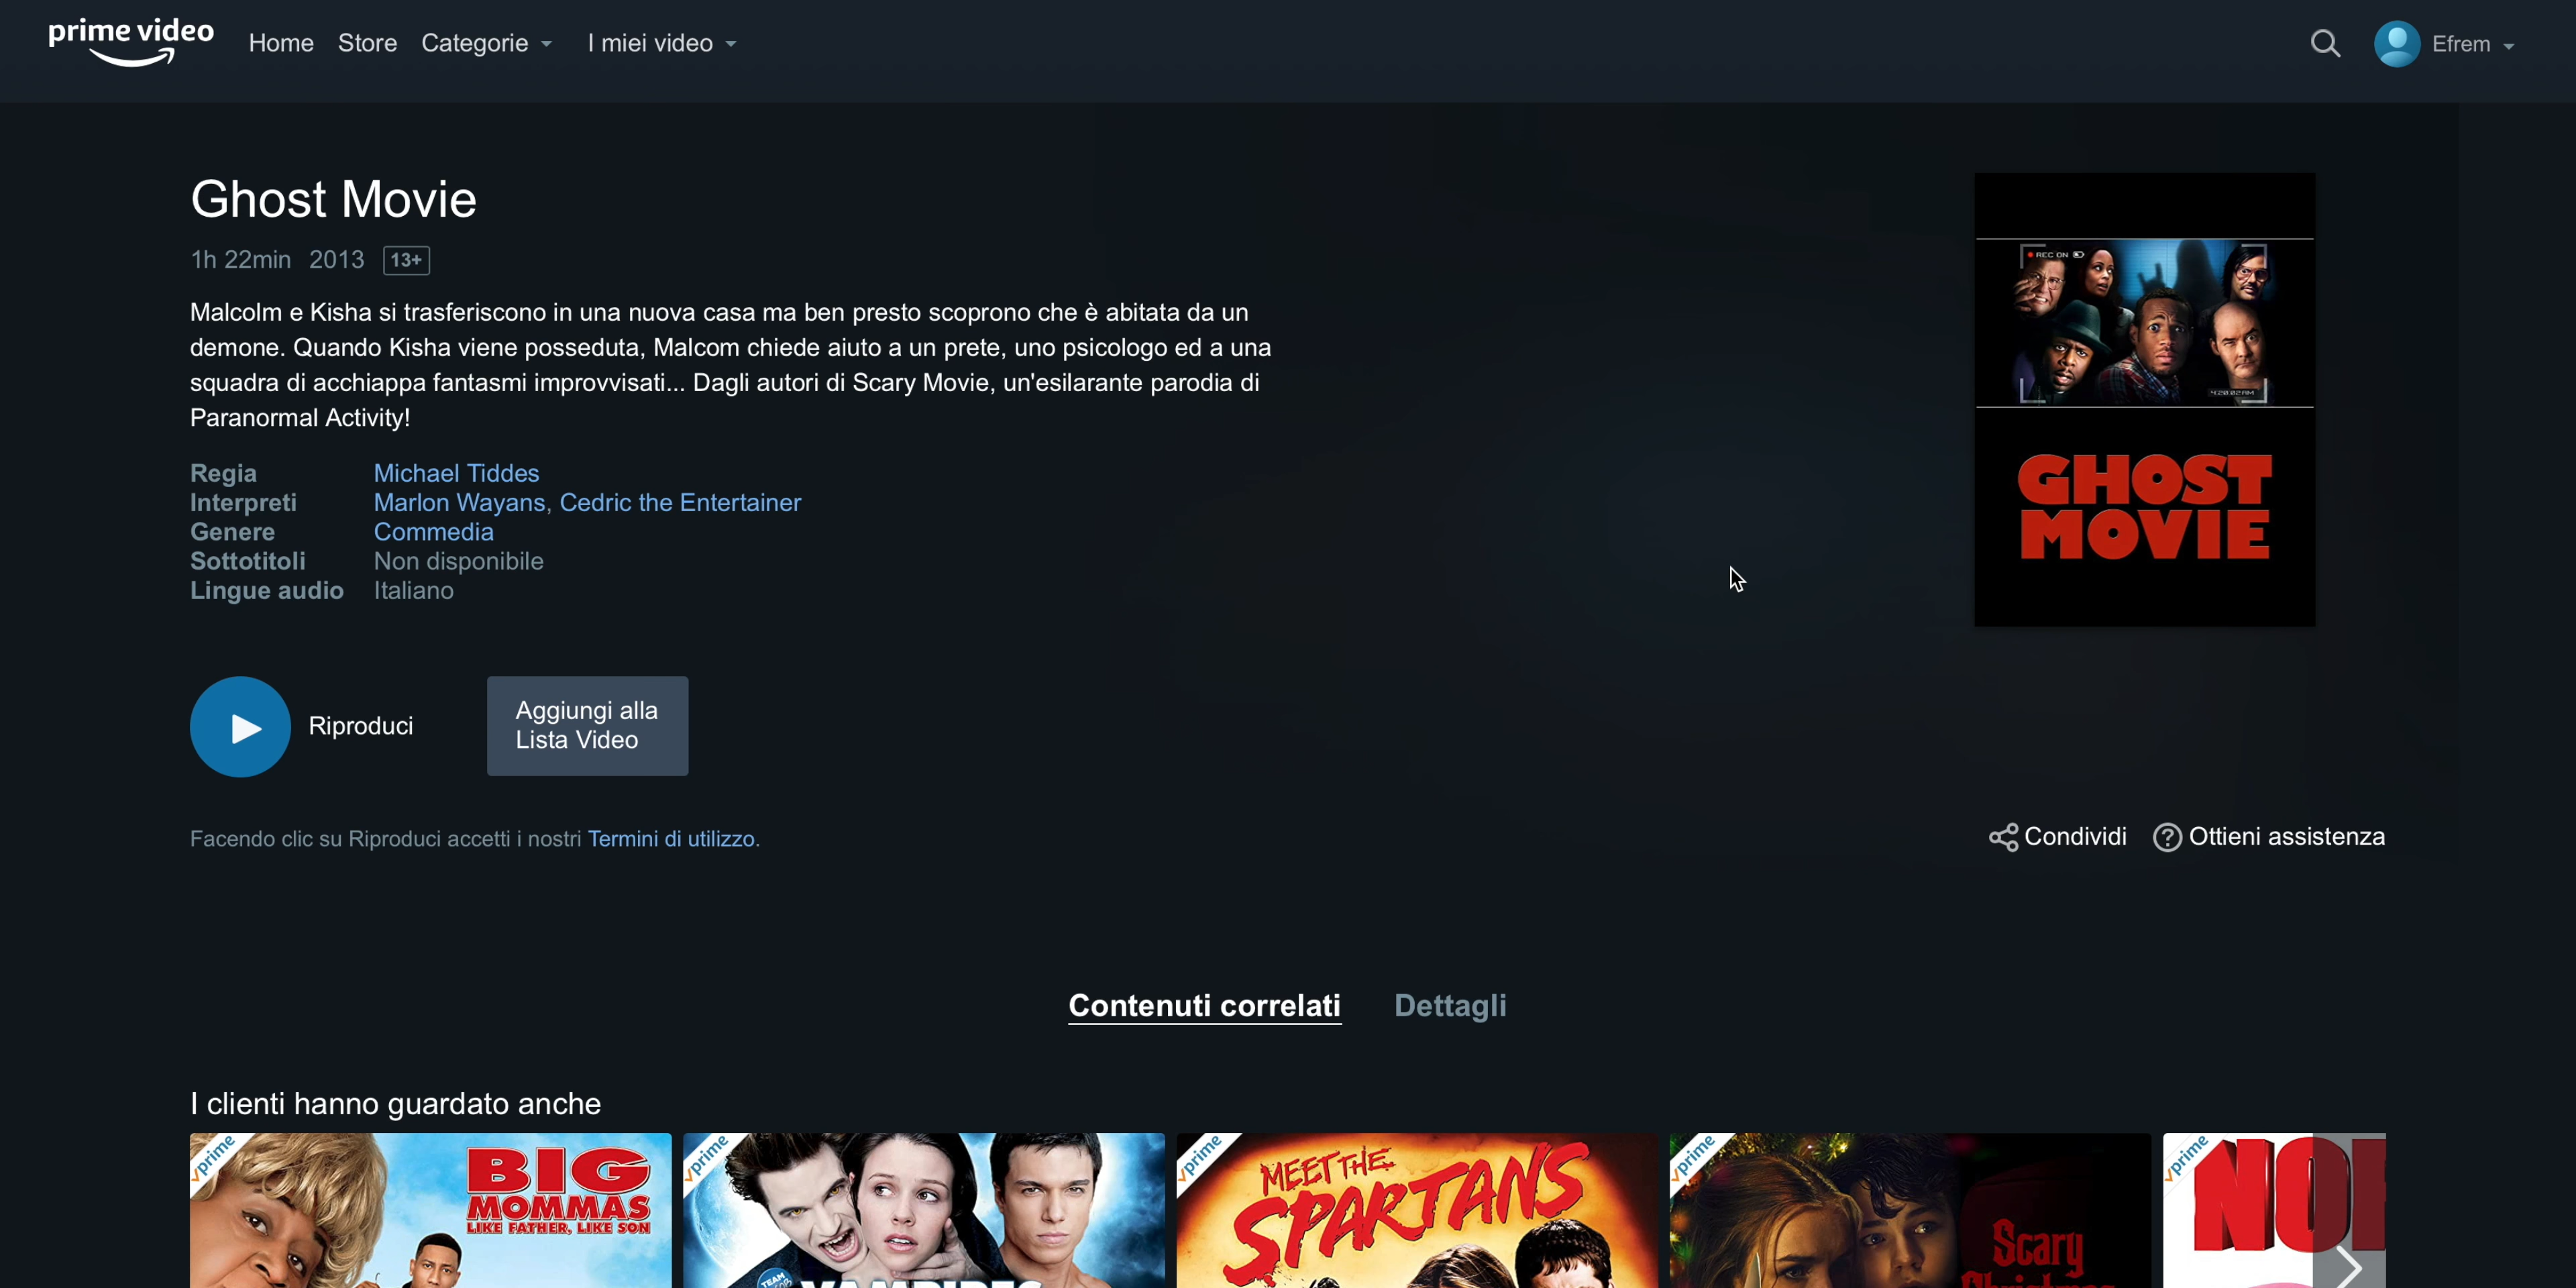 prime video
Home Store Categorie I miei video
Efrem
Ghost Movie
1h 22min 2013 13+
Malcolm e Kisha si trasferiscono in una nuova casa ma ben presto scoprono che è abitata da un
demone. Quando Kisha viene posseduta, Malcom chiede aiuto a un prete, uno psicologo ed a una
squadra di acchiappa fantasmi improvvisati... Dagli autori di Scary Movie, un'esilarante parodia di
Paranormal Activity!
Regia Michael Tiddes
Interpreti Marlon Wayans, Cedric the Entertainer
Genere Commedia
Sottotitoli Non disponibile
Lingue audio Italiano
REC ON
GHOST
MOVIE
Riproduci
Aggiungi alla
Lista Video
Facendo clic su Riproduci accetti i nostri Termini di utilizzo.
Condividi Ottieni assistenza
Contenuti correlati Dettagli
I clienti hanno guardato anche
prime
BIG
MOMMAS
LIKE FATHER, LIKE SON
prime
TEAM
VAMPIRES
prime
MEET THE
SPARTANS
prime
Scary
Christmas
prime